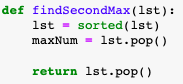 def findSecondMax(lst):
    lst = sorted(lst)
    maxNum = lst.pop()

    return lst.pop()